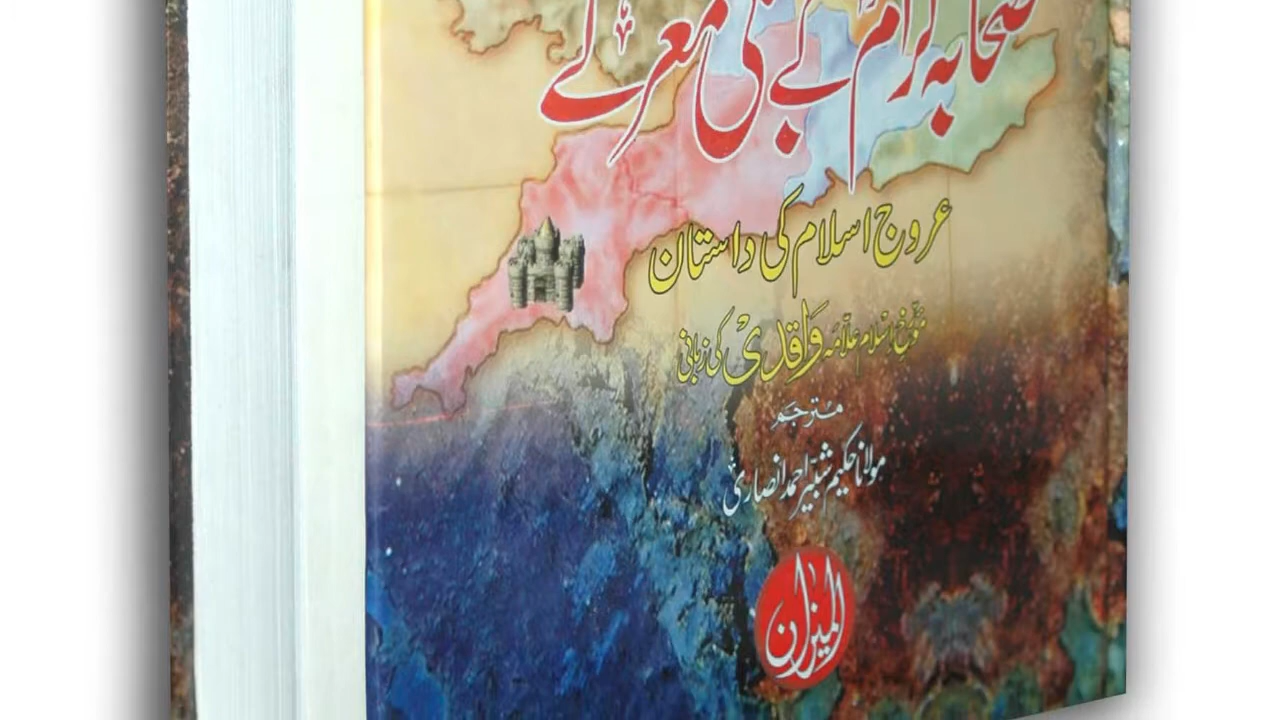 صحابہ کرامؓ کے جنگی معرکے
عروج اسلام کی داستان
مؤرخ اسلام علامہ واقدیؒ کی زبانی
مترجم
مولانا حکیم شبیر احمد انصاریؒ
المیزان